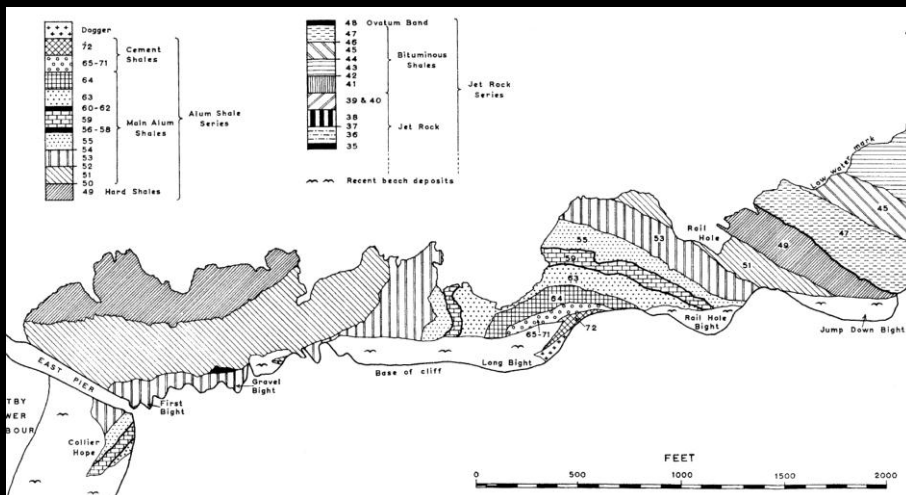 Dogger
72
65-71
Cement
Shales
64
63
60-62
59
56-58
55
54
53
52
51
50
49 Hard Shales
Main Alum
Shales
Alum Shale
Series
48 Ovatum Band
47
46
45
44
43
42
41
39 & 40
38
37
36
35
Bituminous
Shales
Jet Rock
Jet Rock
Series
Recent beach deposits
Low water mark
45
47
49
51
Rail
Hole
53
55
59
63
64
65-71
72
Rail Hole
Bight
Jump Down Bight
Long Bight
Base of cliff
EAST PIER
Gravel
Bight
First
Bight
TBY
WER
BOUR
Collier
Hope
FEET
0 500 1000 1500 2000